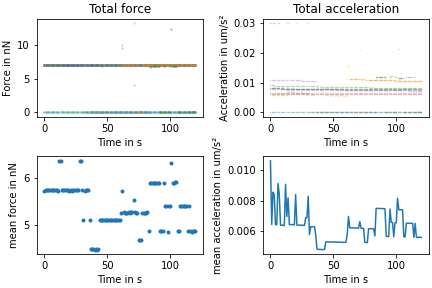 Total force
Total acceleration
Force in nN
10
5
0
0
50
100
Time in s
Acceleration in um/s²
0.03
0.02
0.01
0.00
0
50
100
Time in s
mean force in nN
6
5
0
50
100
Time in s
mean acceleration in um/s²
0.010
0.008
0.006
0
50
100
Time in s